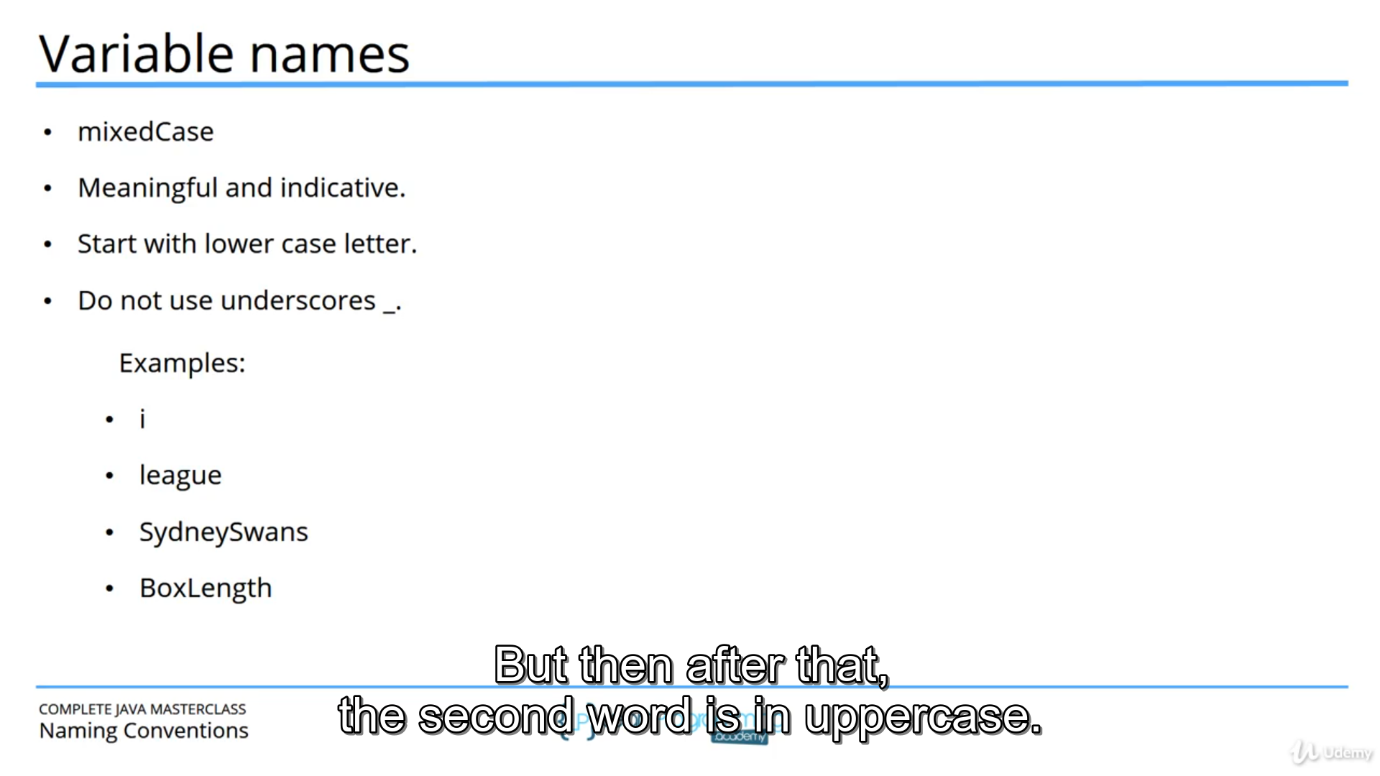 Variable names
• mixedCase
• Meaningful and indicative.
• Start with lower case letter.
• Do not use underscores _.
Examples:
• i
• league
• SydneySwans
• BoxLength
But then after that,
the second word is in uppercase.
COMPLETE JAVA MASTERCLASS
Naming Conventions
academy
Udemy